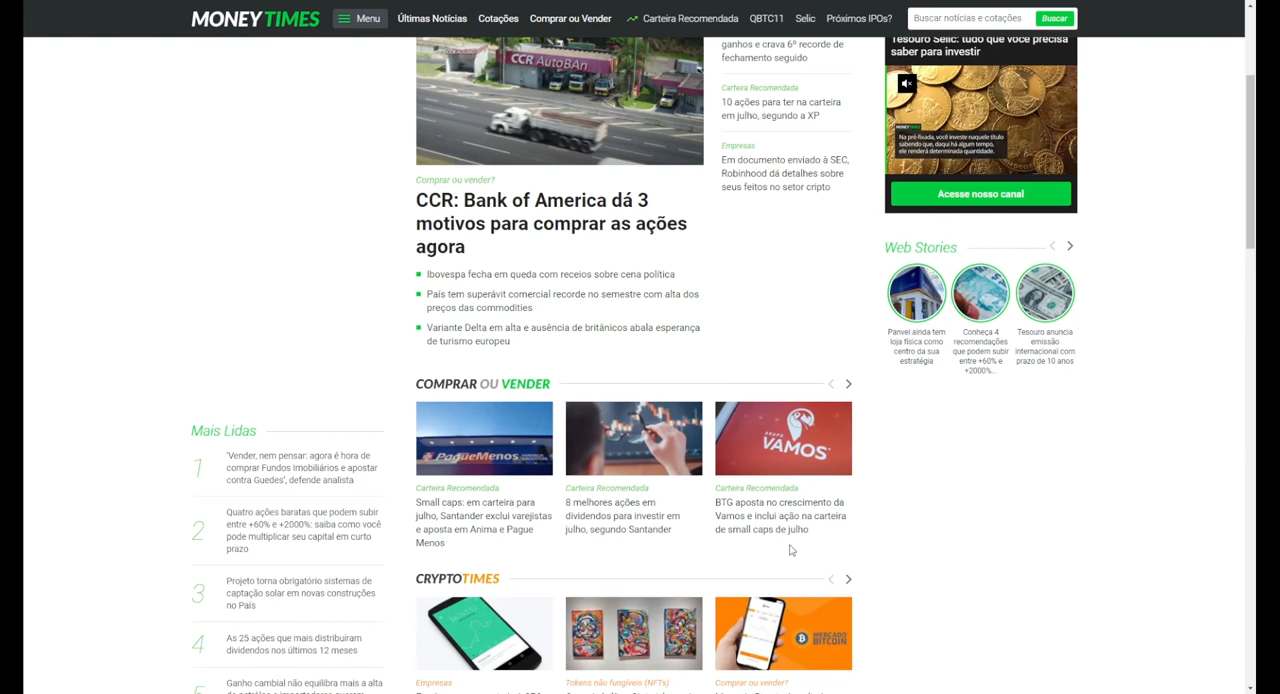 MONEY TIMES
Menu
Últimas Notícias
Cotações
Comprar ou Vender
Carteira Recomendada
QBTC11
Selic
Próximos IPOs?
Buscar notícias e cotações
Buscar
CCR AutoBAn
Comprar ou vender?
CCR: Bank of America dá 3
motivos para comprar as ações
agora
Ibovespa fecha em queda com receios sobre cena política
País tem superávit comercial recorde no semestre com alta dos
preços das commodities
Variante Delta em alta e ausência de britânicos abala esperança
de turismo europeu
ganhos e crava 6º recorde de
fechamento seguido
Carteira Recomendada
10 ações para ter na carteira
em julho, segundo a XP
Empresas
Em documento enviado à SEC,
Robinhood dá detalhes sobre
seus feitos no setor cripto
Tesouro Selic: tudo que você precisa
saber para investir
MONEY TIMES
Na pré-fixada, você investe naquele título
sabendo que, daqui há algum tempo,
ele renderá determinada quantidade.
Acesse nosso canal
Web Stories
Panvel ainda tem
loja física como
centro da sua
estratégia
Conheça 4
recomendações
que podem subir
entre +60% e
+2000%...
Tesouro anuncia
emissão
internacional com
prazo de 10 anos
COMPRAR OU VENDER
PagueMenos
Carteira Recomendada
Small caps: em carteira para
julho, Santander exclui varejistas
e aposta em Anima e Pague
Menos
Carteira Recomendada
8 melhores ações em
dividendos para investir em
julho, segundo Santander
GRUPO
VAMOS
Carteira Recomendada
BTG aposta no crescimento da
Vamos e inclui ação na carteira
de small caps de julho
Mais Lidas
1
'Vender, nem pensar: agora é hora de
comprar Fundos Imobiliários e apostar
contra Guedes', defende analista
2
Quatro ações baratas que podem subir
entre +60% e +2000%: saiba como você
pode multiplicar seu capital em curto
prazo
3
Projeto torna obrigatório sistemas de
captação solar em novas construções
no País
4
As 25 ações que mais distribuíram
dividendos nos últimos 12 meses
5
Ganho cambial não equilibra mais a alta
CRYPTOTIMES
Empresas
Tokens não fungíveis (NFTs)
MERCADO
BITCOIN
Comprar ou vender?